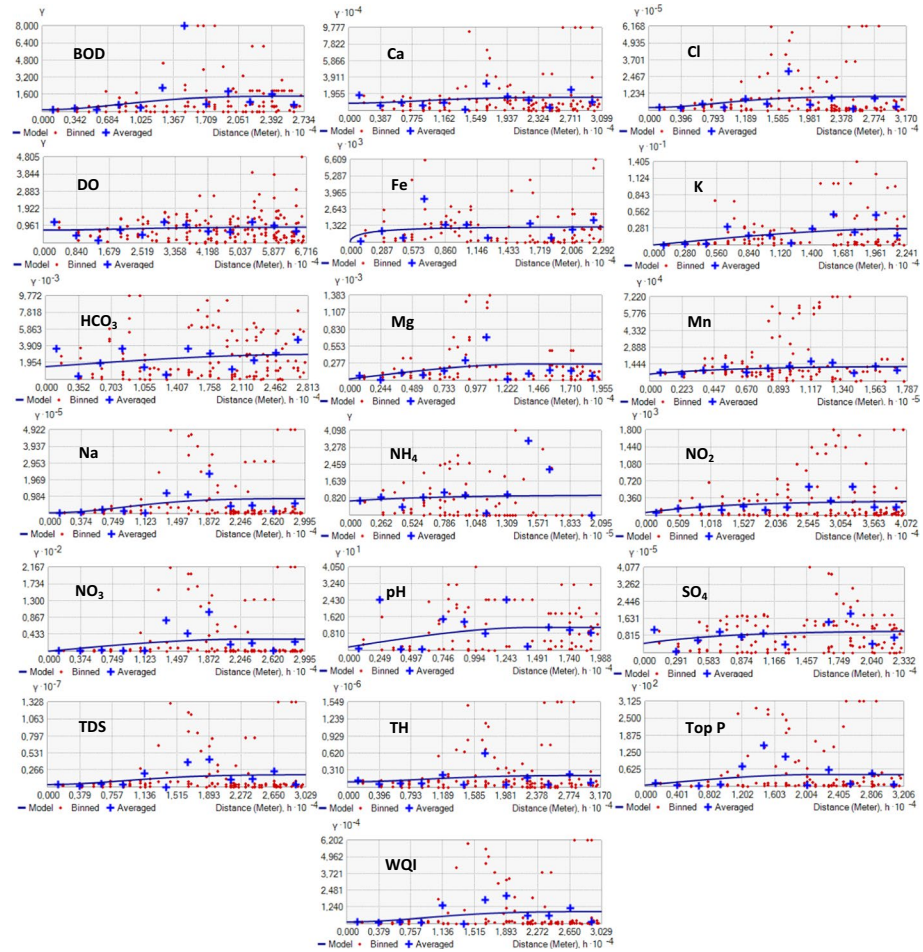 γ
8.000
6.400
4.800
3.200
1.600
BOD
0.000 0.342 0.683 1.025 1.367 1.709 2.051 2.392 2.734
Model Binned Averaged Distance (Meter), h · 10⁻⁴
γ · 10⁻⁴
9.777
7.822
5.866
3.911
1.955
Ca
0.000 0.387 0.775 1.162 1.549 1.937 2.324 2.711 3.099
Model Binned Averaged Distance (Meter), h · 10⁻⁴
γ · 10⁻⁵
6.168
4.935
3.701
2.467
1.234
Cl
0.000 0.396 0.793 1.189 1.585 1.981 2.378 2.774 3.170
Model Binned Averaged Distance (Meter), h · 10⁻⁴
γ
4.805
3.844
2.883
1.922
0.961
DO
0.000 0.840 1.679 2.519 3.358 4.198 5.037 5.877 6.716
Model Binned Averaged Distance (Meter), h · 10⁻⁴
γ · 10³
6.609
5.287
3.965
2.643
1.322
Fe
0.000 0.287 0.573 0.860 1.146 1.433 1.719 2.006 2.292
Model Binned Averaged Distance (Meter), h · 10⁻⁴
γ · 10⁻¹
1.405
1.124
0.843
0.562
0.281
K
0.000 0.280 0.560 0.840 1.120 1.400 1.681 1.961 2.241
Model Binned Averaged Distance (Meter), h · 10⁻⁴
γ · 10⁻³
9.772
7.818
5.863
3.909
1.954
HCO₃
0.000 0.352 0.703 1.055 1.407 1.758 2.110 2.462 2.813
Model Binned Averaged Distance (Meter), h · 10⁻⁴
γ · 10⁻³
1.383
1.107
0.830
0.553
0.277
Mg
0.000 0.244 0.489 0.733 0.977 1.222 1.466 1.710 1.955
Model Binned Averaged Distance (Meter), h · 10⁻⁴
γ · 10⁴
7.220
5.776
4.332
2.888
1.444
Mn
0.000 0.223 0.447 0.670 0.893 1.117 1.340 1.563 1.787
Model Binned Averaged Distance (Meter), h · 10⁻⁵
γ · 10⁻⁵
4.922
3.937
2.953
1.969
0.984
Na
0.000 0.374 0.749 1.123 1.497 1.872 2.246 2.620 2.995
Model Binned Averaged Distance (Meter), h · 10⁻⁴
γ
4.098
3.278
2.459
1.639
0.820
NH₄
0.000 0.262 0.524 0.786 1.048 1.309 1.571 1.833 2.095
Model Binned Averaged Distance (Meter), h · 10⁻⁵
γ · 10³
1.800
1.440
1.080
0.720
0.360
NO₂
0.000 0.509 1.018 1.527 2.036 2.545 3.054 3.563 4.072
Model Binned Averaged Distance (Meter), h · 10⁻⁴
γ · 10⁻²
2.167
1.734
1.300
0.867
0.433
NO₃
0.000 0.374 0.749 1.123 1.497 1.872 2.246 2.620 2.995
Model Binned Averaged Distance (Meter), h · 10⁻⁴
γ · 10¹
4.050
3.240
2.430
1.620
0.810
pH
0.000 0.249 0.497 0.746 0.994 1.243 1.491 1.740 1.988
Model Binned Averaged Distance (Meter), h · 10⁻⁴
γ · 10⁻⁵
4.077
3.262
2.446
1.631
0.815
SO₄
0.000 0.291 0.583 0.874 1.166 1.457 1.749 2.040 2.332
Model Binned Averaged Distance (Meter), h · 10⁻⁴
γ · 10⁻⁷
1.328
1.063
0.797
0.531
0.266
TDS
0.000 0.379 0.757 1.136 1.515 1.893 2.272 2.650 3.029
Model Binned Averaged Distance (Meter), h · 10⁻⁴
γ · 10⁻⁶
1.549
1.239
0.929
0.620
0.310
TH
0.000 0.396 0.793 1.189 1.585 1.981 2.378 2.774 3.170
Model Binned Averaged Distance (Meter), h · 10⁻⁴
γ · 10²
3.125
2.500
1.875
1.250
0.625
Top P
0.000 0.401 0.802 1.202 1.603 2.004 2.405 2.806 3.206
Model Binned Averaged Distance (Meter), h · 10⁻⁴
γ · 10⁻⁴
6.202
4.962
3.721
2.481
1.240
WQI
0.000 0.379 0.757 1.136 1.515 1.893 2.272 2.650 3.029
Model Binned Averaged Distance (Meter), h · 10⁻⁴